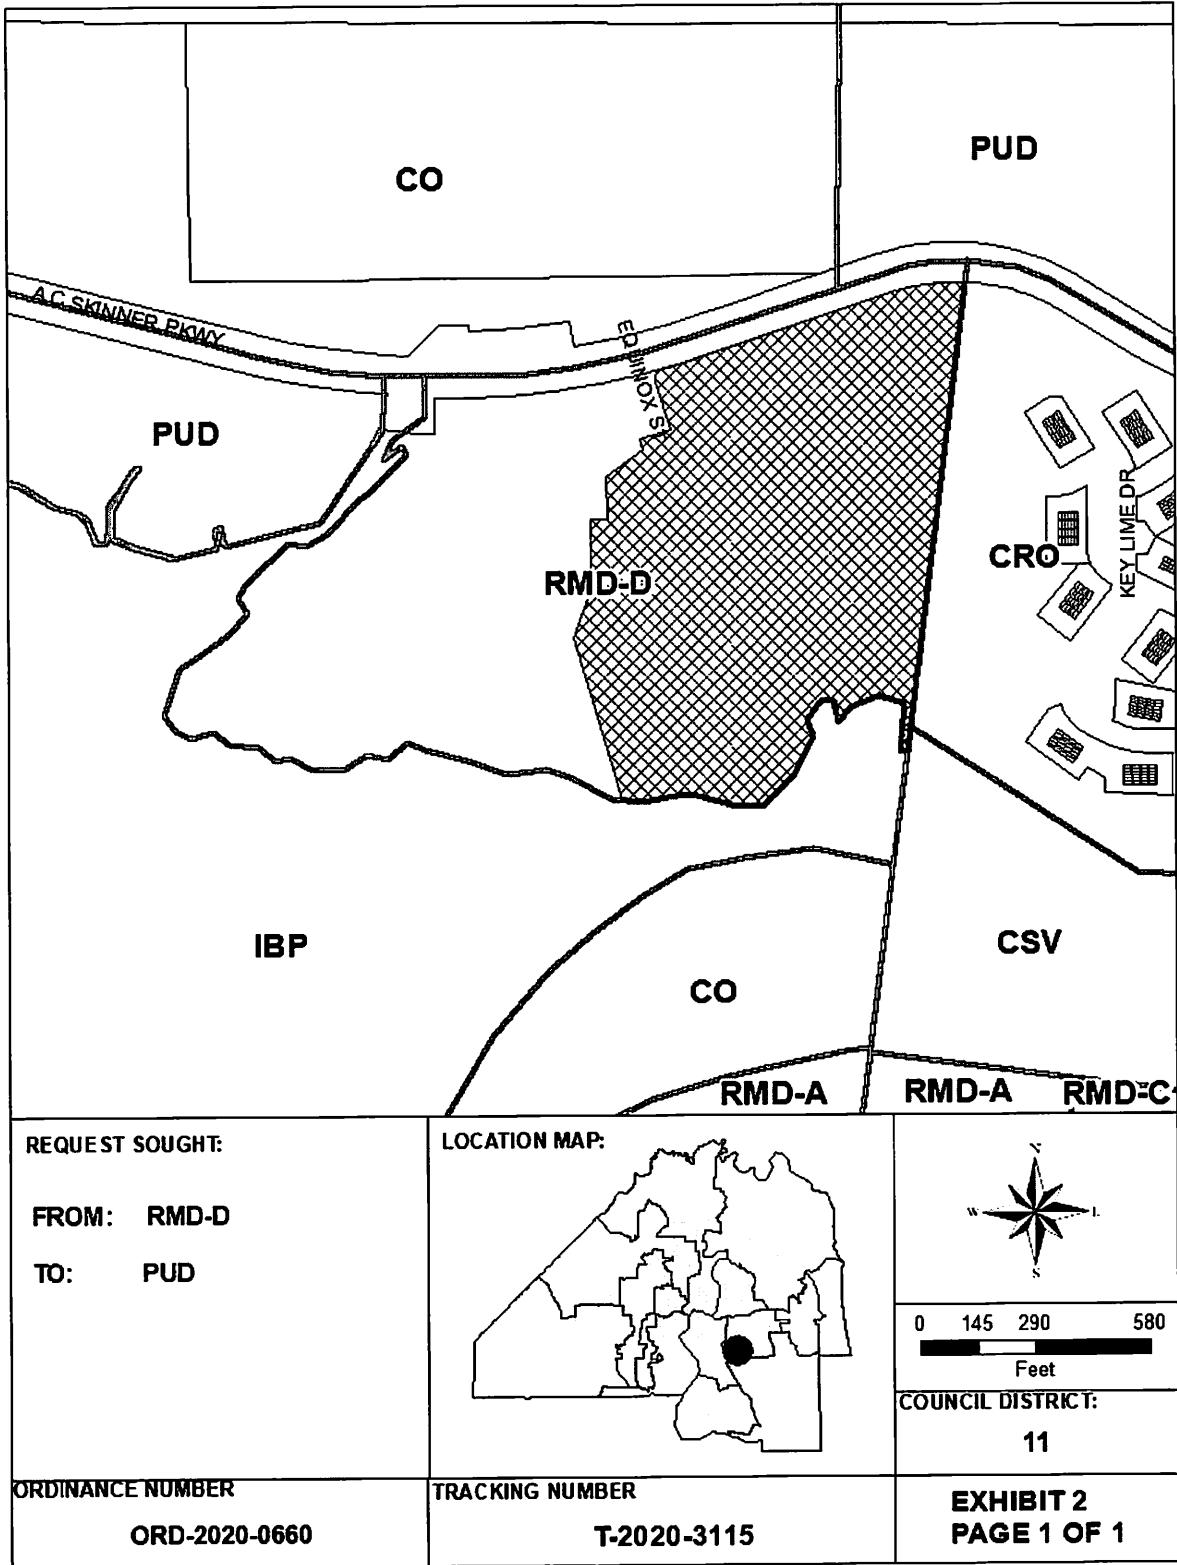 CO
PUD
A C SKINNER PKWY
EQUINOX ST
PUD
RMD-D
CRO
KEY LIME DR
IBP
CO
CSV
RMD-A
RMD-A
RMD-C
REQUEST SOUGHT:
FROM: RMD-D
TO: PUD
LOCATION MAP:
N
W
S
0 145 290 580
Feet
COUNCIL DISTRICT:
11
ORDINANCE NUMBER
ORD-2020-0660
TRACKING NUMBER
T-2020-3115
EXHIBIT 2
PAGE 1 OF 1